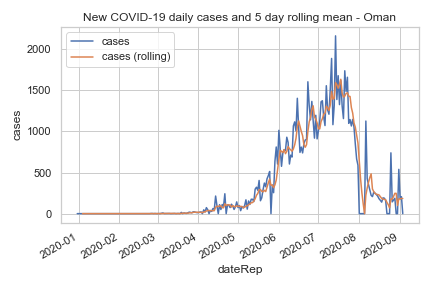 New COVID-19 daily cases and 5 day rolling mean - Oman
cases
cases (rolling)
2000
1500
1000
500
0
cases
2020-01
2020-02
2020-03
2020-04
2020-05
2020-06
2020-07
2020-08
2020-09
dateRep